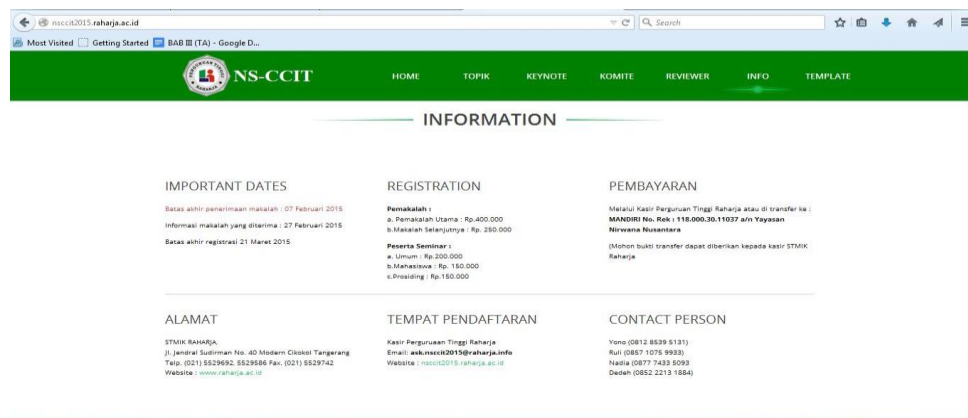 nsccit2015.raharja.ac.id
Search
Most Visited Getting Started BAB III (TA) - Google D...
NS-CCIT
HOME TOPIK KEYNOTE KOMITE REVIEWER INFO TEMPLATE
INFORMATION
IMPORTANT DATES
Batas akhir penerimaan makalah : 07 Februari 2015
Informasi makalah yang diterima : 27 Februari 2015
Batas akhir registrasi 21 Maret 2015
REGISTRATION
Pemakalah :
a. Pemakalah Utama : Rp.400.000
b.Makalah Selanjutnya : Rp. 250.000
Peserta Seminar :
a. Umum : Rp.200.000
b.Mahasiswa : Rp. 150.000
c.Prosiding : Rp.150.000
PEMBAYARAN
Melalui Kasir Perguruan Tinggi Raharja atau di transfer ke :
MANDIRI No. Rek : 118.000.30.11037 a/n Yayasan
Nirwana Nusantara
(Mohon bukti transfer dapat diberikan kepada kasir STMIK
Raharja
ALAMAT
STMIK RAHARJA,
Jl. Jendral Sudirman No. 40 Modern Cikokol Tangerang
Telp. (021) 5529692. 5529586 Fax. (021) 5529742
Website : www.raharja.ac.id
TEMPAT PENDAFTARAN
Kasir Perguruaan Tinggi Raharja
Email: ask.nsccit2015@raharja.info
Website : nsccit2015.raharja.ac.id
CONTACT PERSON
Yono (0812 8539 5131)
Ruli (0857 1075 9933)
Nadia (0877 7433 5093
Dedeh (0852 2213 1884)